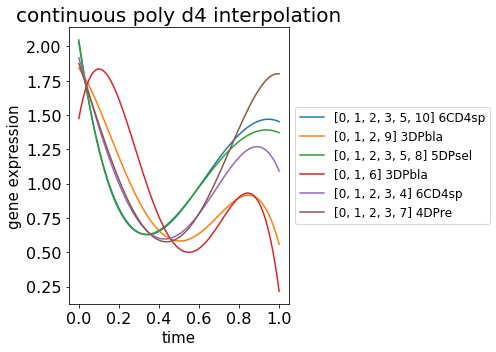 continuous poly d4 interpolation
gene expression
2.00
1.75
1.50
1.25
1.00
0.75
0.50
0.25
0.0 0.2 0.4 0.6 0.8 1.0
time
[0, 1, 2, 3, 5, 10] 6CD4sp
[0, 1, 2, 9] 3DPbla
[0, 1, 2, 3, 5, 8] 5DPsel
[0, 1, 6] 3DPbla
[0, 1, 2, 3, 4] 6CD4sp
[0, 1, 2, 3, 7] 4DPre